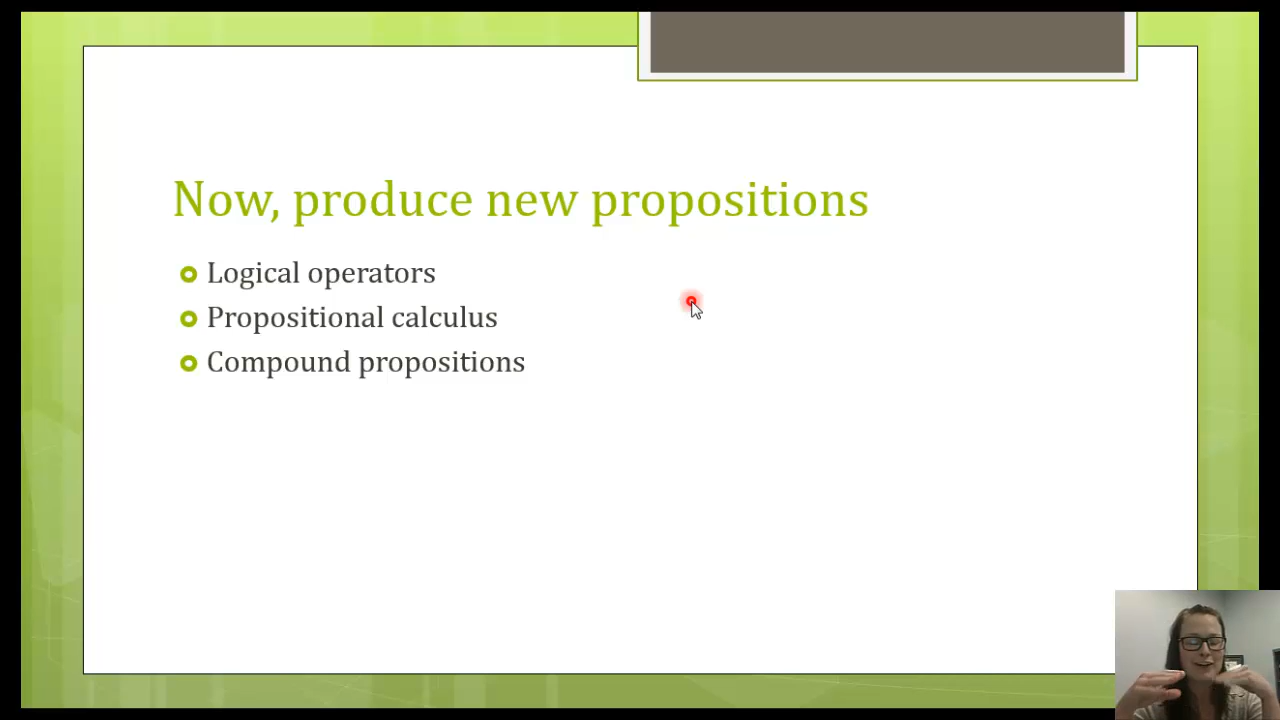 Now, produce new propositions
Logical operators
Propositional calculus
Compound propositions